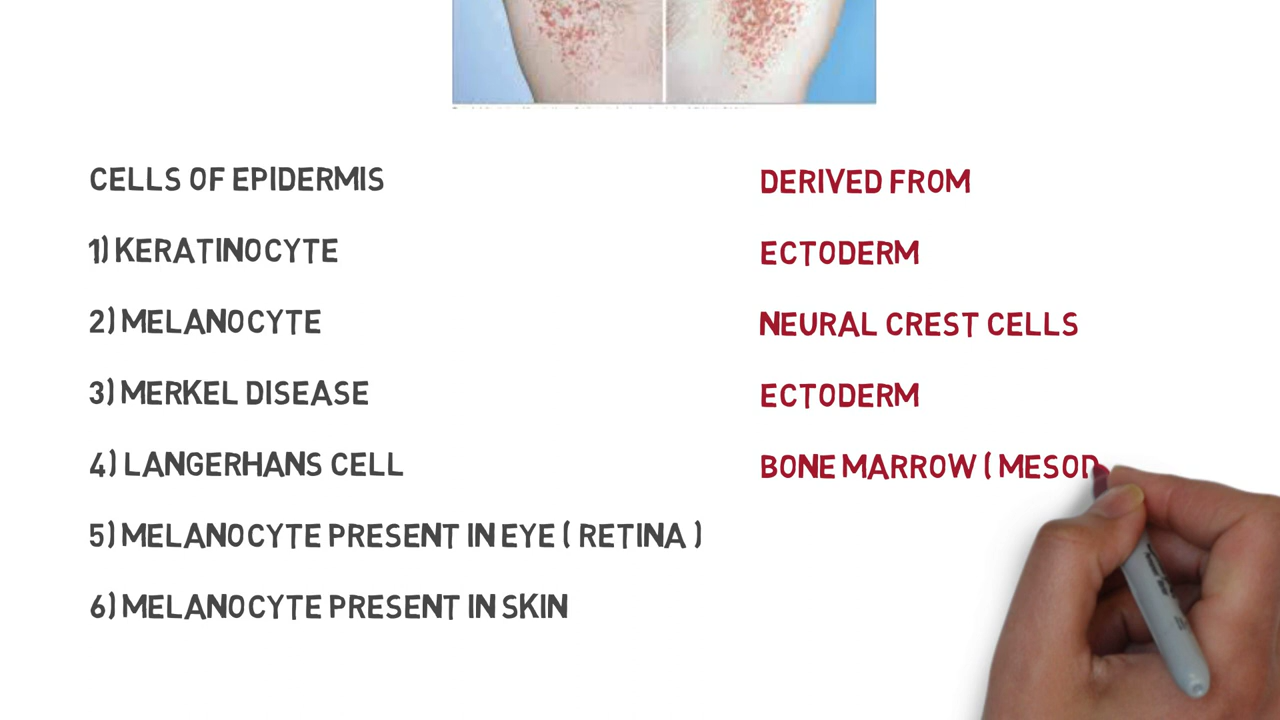 CELLS OF EPIDERMIS DERIVED FROM
1) KERATINOCYTE ECTODERM
2) MELANOCYTE NEURAL CREST CELLS
3) MERKEL DISEASE ECTODERM
4) LANGERHANS CELL BONE MARROW ( MESOD
5) MELANOCYTE PRESENT IN EYE ( RETINA )
6) MELANOCYTE PRESENT IN SKIN